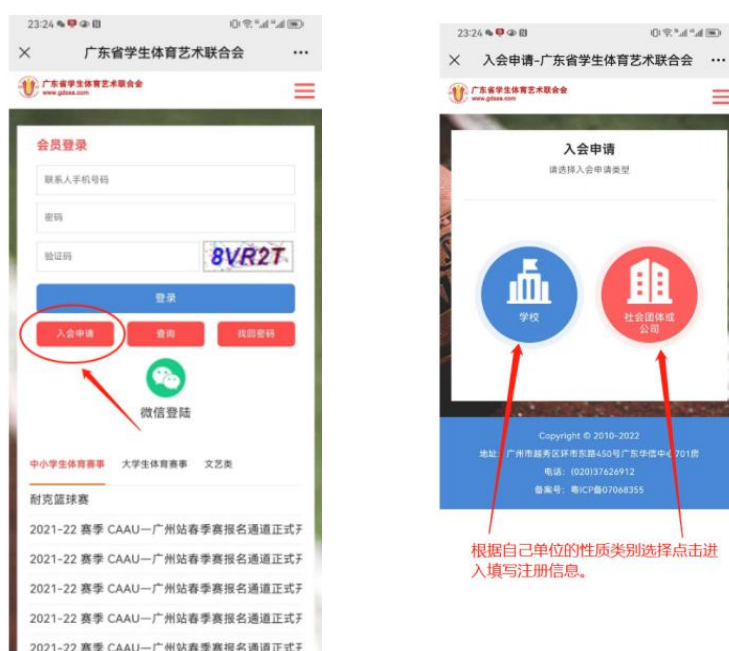 23:24
广东省学生体育艺术联合会
广东省学生体育艺术联合会
www.gdssa.com
会员登录
联系人手机号码
密码
验证码
8VR2T
登录
入会申请
查询
找回密码
微信登陆
中小学生体育赛事 大学生体育赛事 文艺类
耐克篮球赛
2021-22 赛季 CAAU—广州站春季赛报名通道正式开
2021-22 赛季 CAAU—广州站春季赛报名通道正式开
2021-22 赛季 CAAU—广州站春季赛报名通道正式开
2021-22 赛季 CAAU—广州站春季赛报名通道正式开
2021-22 赛季 CAAU—广州站春季赛报名通道正式开
23:24
入会申请-广东省学生体育艺术联合会
广东省学生体育艺术联合会
www.gdssa.com
入会申请
请选择入会申请类型
学校
社会团体或
公司
Copyright © 2010-2022
地址：广州市越秀区环市东路450号广东华信中心701房
电话：(020)37626912
备案号：粤ICP备07068355
根据自己单位的性质类别选择点击进
入填写注册信息。